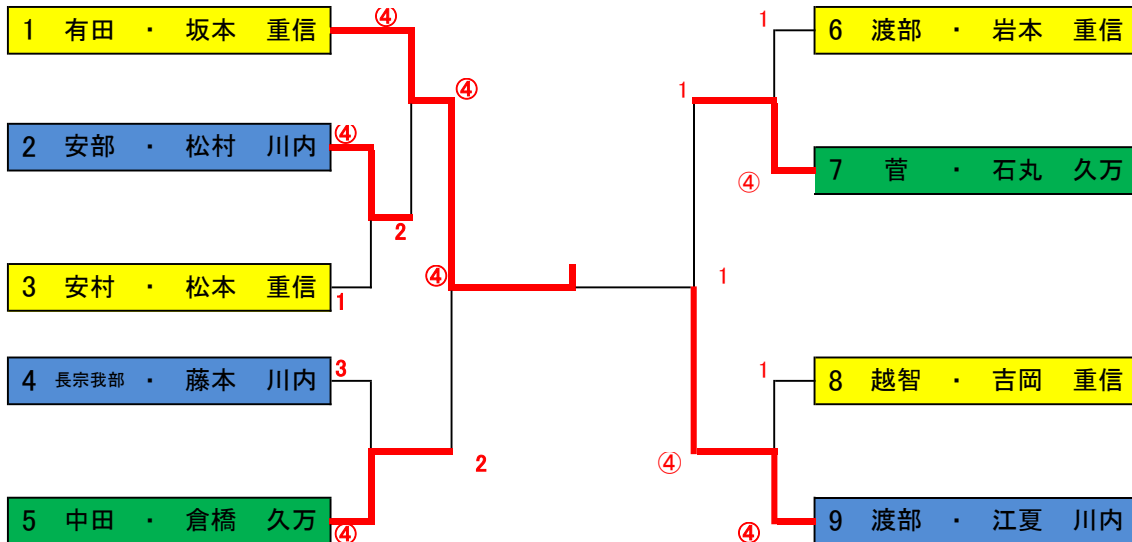 1 有田 ・ 坂本 重信
④
④
2 安部 ・ 松村 川内
④
2
3 安村 ・ 松本 重信
1
④
4 長宗我部 ・ 藤本 川内
3
2
5 中田 ・ 倉橋 久万
④
1
6 渡部 ・ 岩本 重信
1
④
7 菅 ・ 石丸 久万
1
1
8 越智 ・ 吉岡 重信
④
④
9 渡部 ・ 江夏 川内